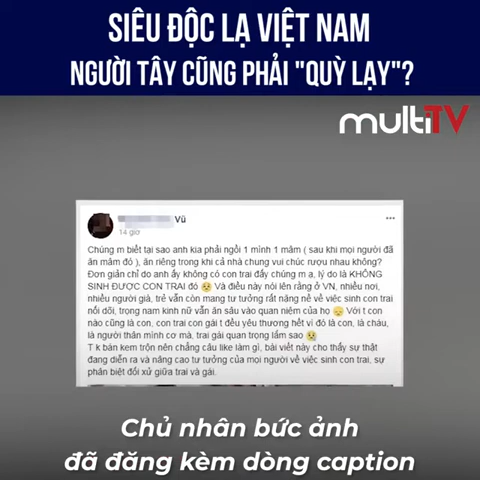 SIÊU ĐỘC LẠ VIỆT NAM
NGƯỜI TÂY CŨNG PHẢI "QUỲ LẠY"?
multiTV
Vũ
14 giờ
Chúng m biết tại sao anh kia phải ngồi 1 mình 1 mâm ( sau khi mọi người đã
ăn mâm đó ), ăn riêng trong khi cả nhà chung vui chúc rượu nhau không?
Đơn giản chỉ do anh ấy không có con trai đấy chúng m ạ, lý do là KHÔNG
SINH ĐƯỢC CON TRAI đó Và điều này nói lên rằng ở VN, nhiều nơi,
nhiều người già, trẻ vẫn còn mang tư tưởng rất nặng nề về việc sinh con trai
nối dõi, trọng nam kinh nữ vẫn ăn sâu vào quan niệm của họ Với t con
nào cũng là con, con trai con gái t đều yêu thương hết vì đó là con, là cháu,
là người thân mình cơ mà, trai gái quan trọng lắm sao
T k bán kem trộn nên chẳng câu like làm gì, bài viết này cho thấy sự thật
đang diễn ra và nâng cao tư tưởng của mọi người về việc sinh con trai, sự
phân biệt đối xử giữa trai và gái.
Chủ nhân bức ảnh
đã đăng kèm dòng caption